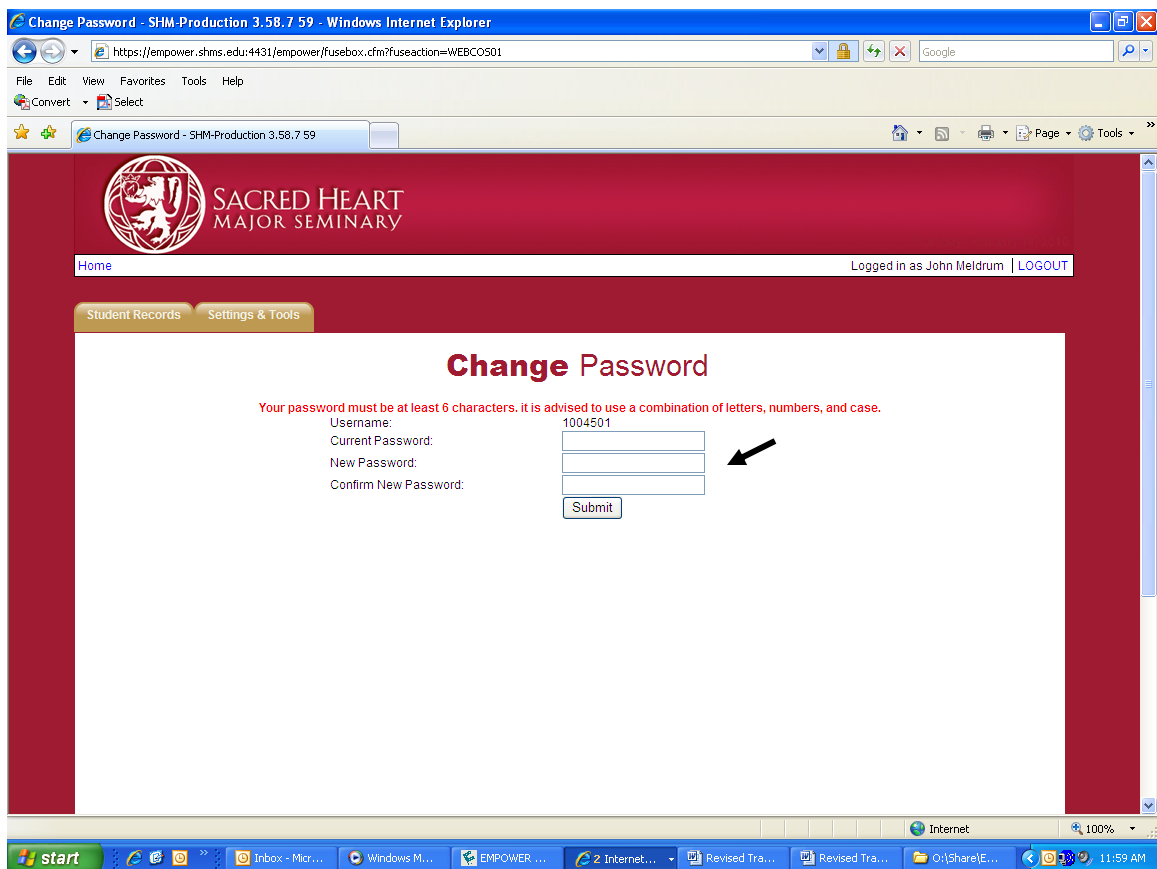 Change Password - SHM-Production 3.58.7 59 - Windows Internet Explorer
https://empower.shms.edu:4431/empower/fusebox.cfm?fuseaction=WEBCOS01
Google
File Edit View Favorites Tools Help
Convert Select
Change Password - SHM-Production 3.58.7 59
Page Tools »
SACRED HEART
MAJOR SEMINARY
Home Logged in as John Meldrum | LOGOUT
Student Records Settings & Tools
Change Password
Your password must be at least 6 characters. it is advised to use a combination of letters, numbers, and case.
Username: 1004501
Current Password:
New Password:
Confirm New Password:
Submit
Internet 100%
start » Inbox - Micr... Windows M... EMPOWER ... 2 Internet... Revised Tra... Revised Tra... O:\Share\E... 11:59 AM